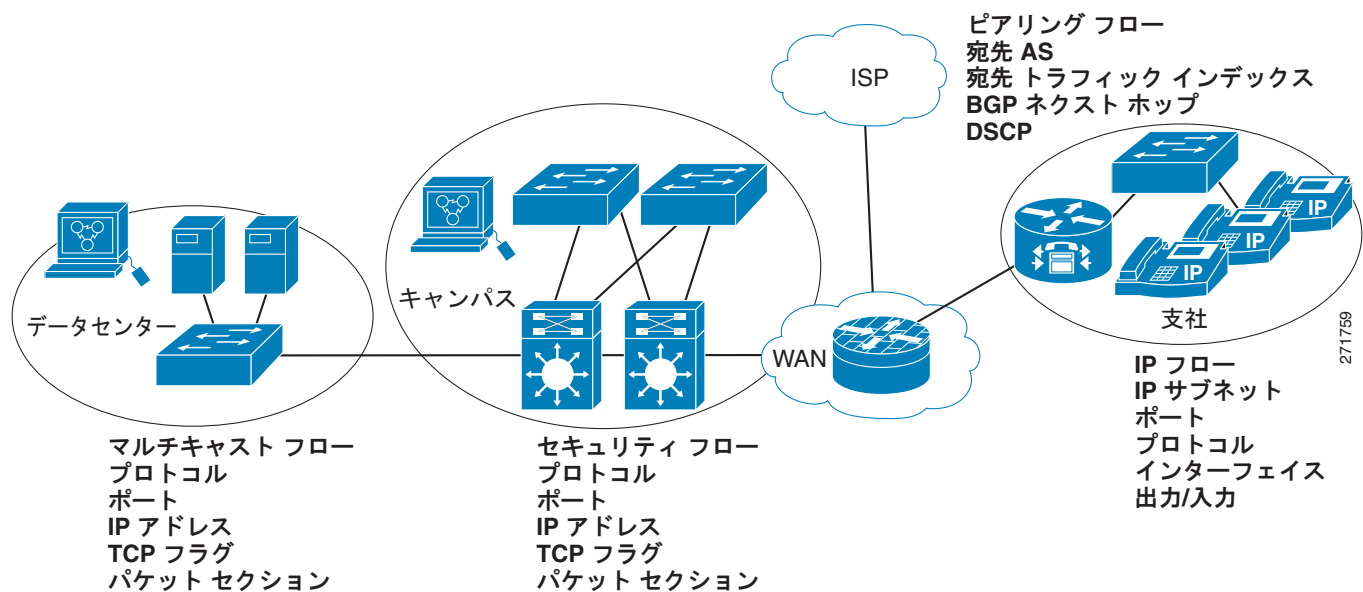 ピアリング フロー
宛先 AS
宛先 トラフィック インデックス
BGP ネクスト ホップ
DSCP
ISP
データセンター
キャンパス
WAN
IP
IP
IP
支社
271759
マルチキャスト フロー
プロトコル
ポート
IP アドレス
TCP フラグ
パケット セクション
セキュリティ フロー
プロトコル
ポート
IP アドレス
TCP フラグ
パケット セクション
IP フロー
IP サブネット
ポート
プロトコル
インターフェイス
出力/入力